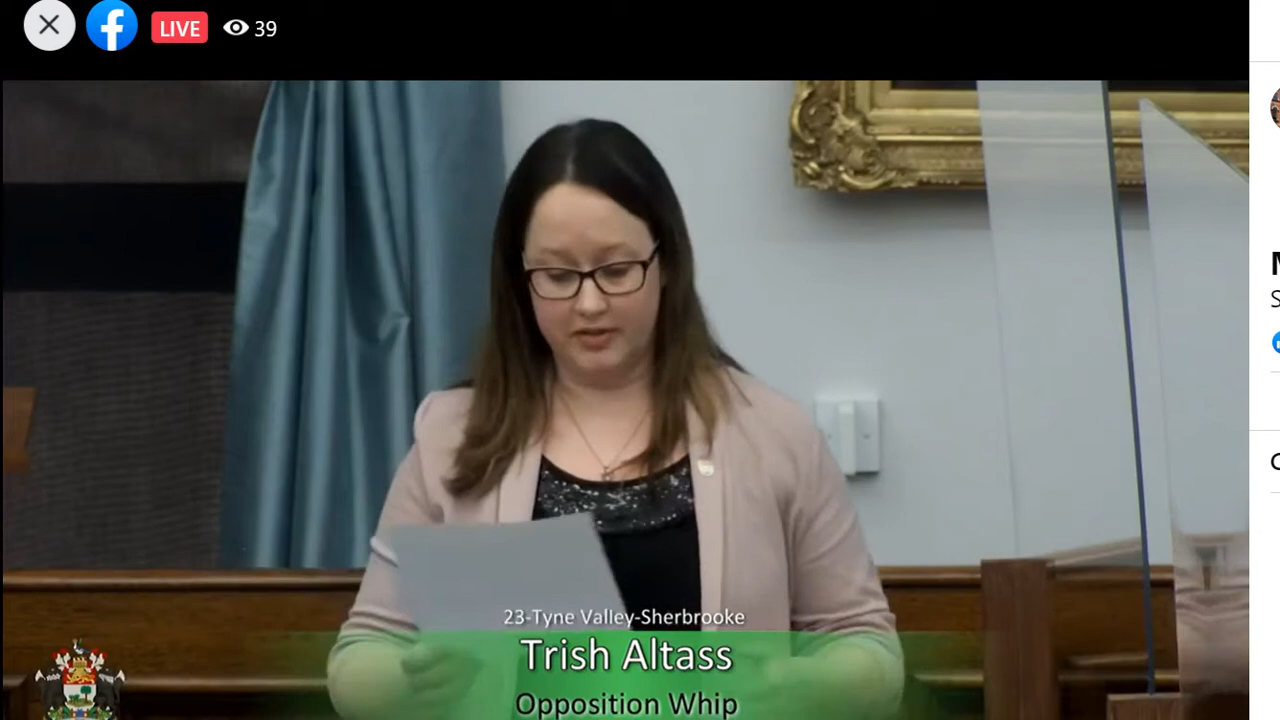 LIVE 39
23-Tyne Valley-Sherbrooke
Trish Altass
Opposition Whip